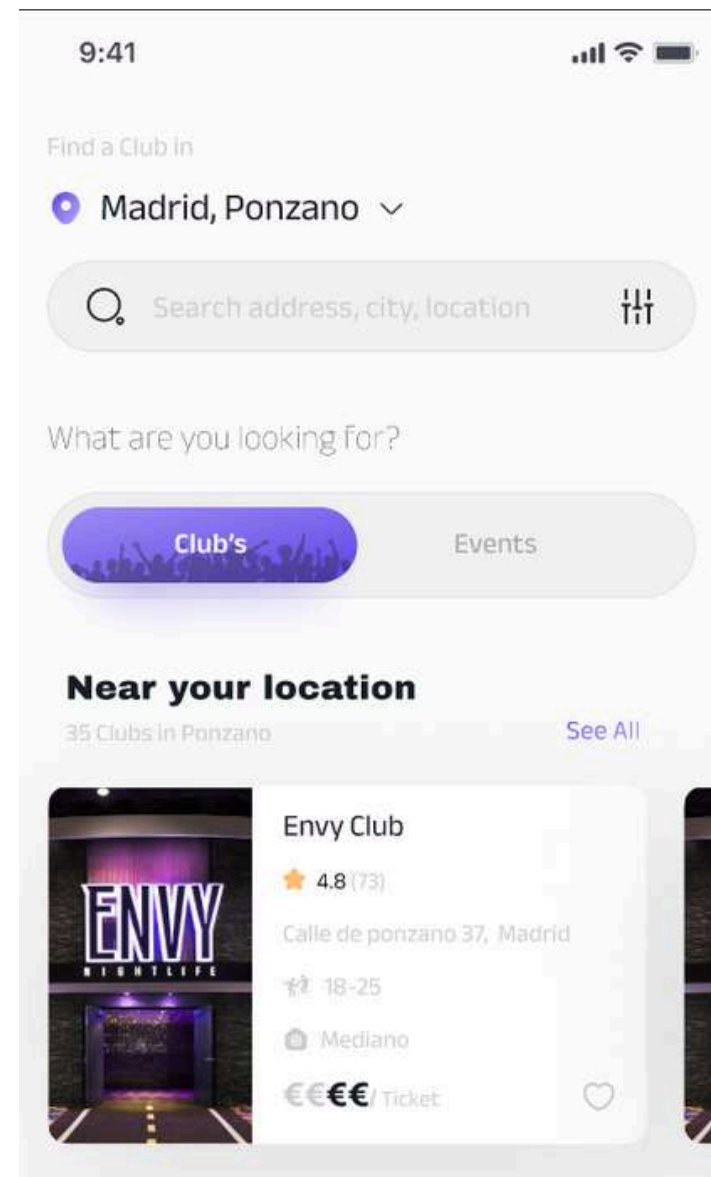 9:41
Find a Club in
Madrid, Ponzano
Search address, city, location
What are you looking for?
Club's
Events
Near your location
35 Clubs in Ponzano
See All
ENVY
NIGHTLIFE
Envy Club
4.8 (73)
Calle de ponzano 37, Madrid
18-25
Mediano
€€€€/ Ticket